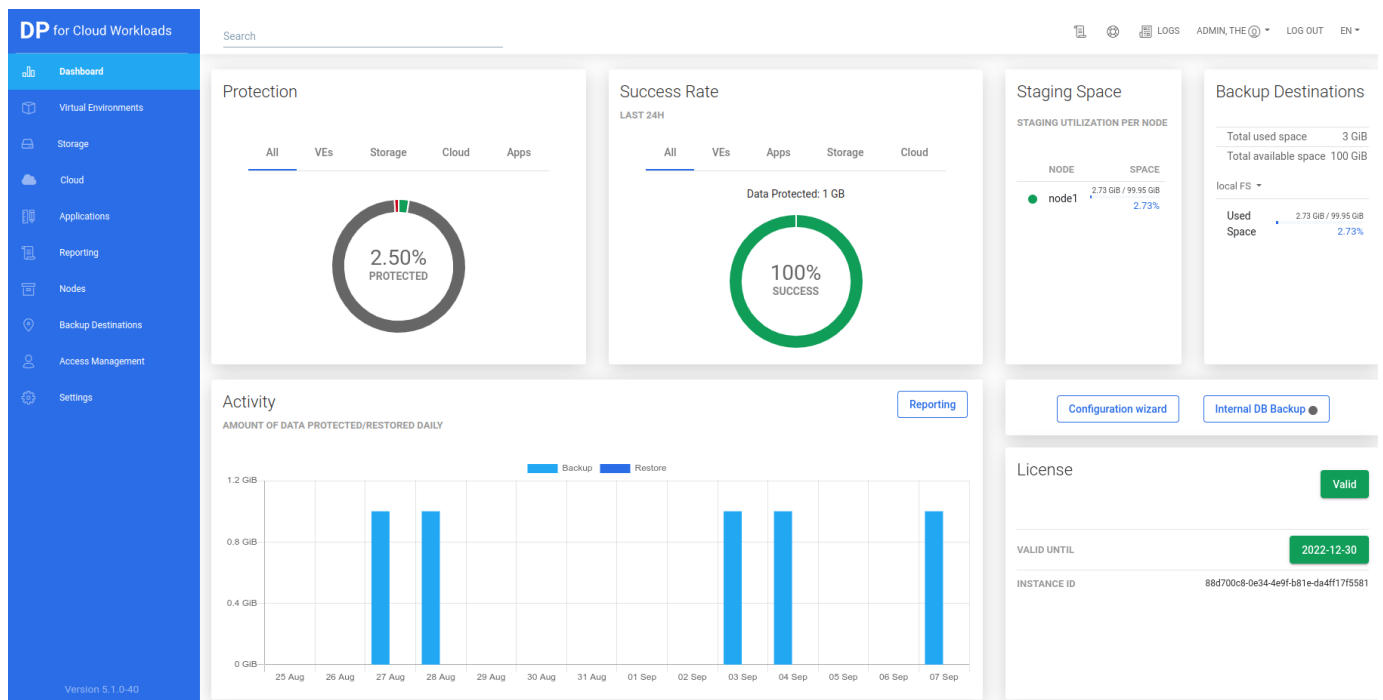 DP for Cloud Workloads
Search
LOGS
ADMIN, THE
LOG OUT
EN
Dashboard
Virtual Environments
Storage
Cloud
Applications
Reporting
Nodes
Backup Destinations
Access Management
Settings
Version 5.1.0-40
Protection
All VEs Storage Cloud Apps
2.50%
PROTECTED
Success Rate
LAST 24H
All VEs Apps Storage Cloud
Data Protected: 1 GB
100%
SUCCESS
Staging Space
STAGING UTILIZATION PER NODE
NODE SPACE
node1 2.73 GiB / 99.95 GiB
2.73%
Backup Destinations
Total used space 3 GiB
Total available space 100 GiB
local FS
Used 2.73 GiB / 99.95 GiB
Space 2.73%
Activity
Reporting
AMOUNT OF DATA PROTECTED/RESTORED DAILY
Backup Restore
1.2 GiB
0.8 GiB
0.4 GiB
0 GiB
25 Aug 26 Aug 27 Aug 28 Aug 29 Aug 30 Aug 31 Aug 01 Sep 02 Sep 03 Sep 04 Sep 05 Sep 06 Sep 07 Sep
Configuration wizard
Internal DB Backup
License
Valid
VALID UNTIL 2022-12-30
INSTANCE ID 88d700c8-0e34-4e9f-b81e-da4ff17f5581